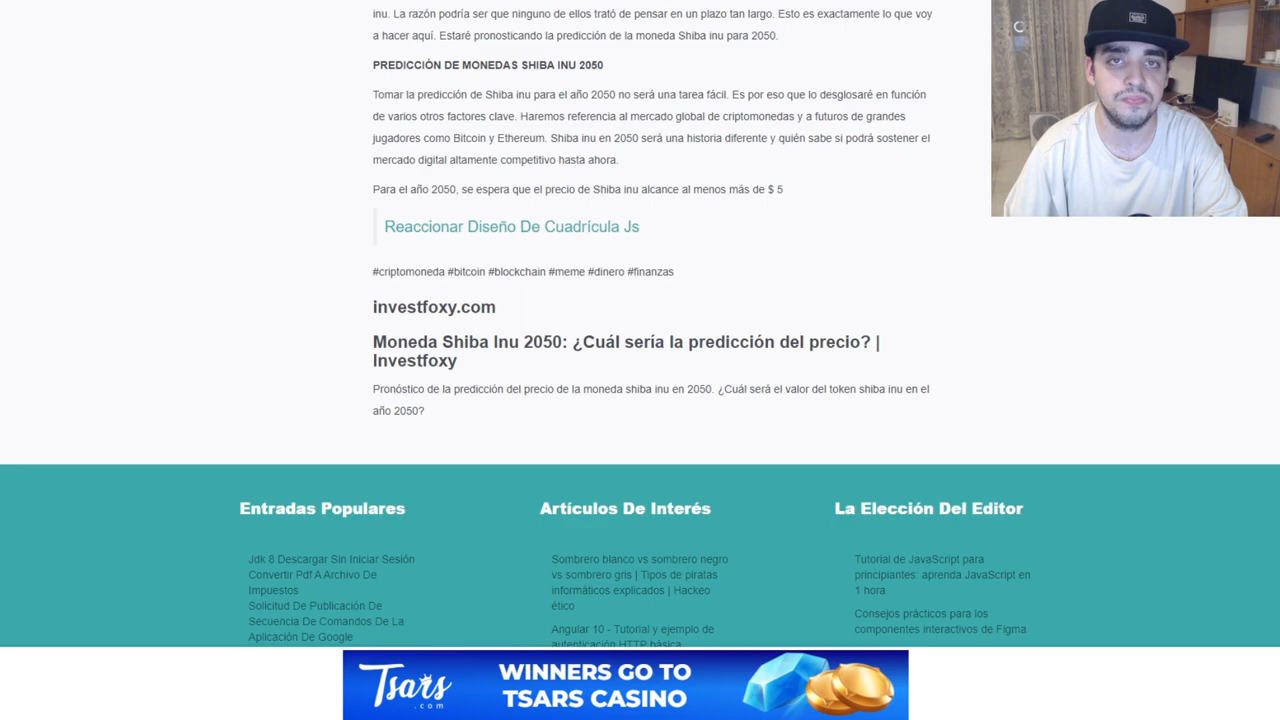 inu. La razón podría ser que ninguno de ellos trató de pensar en un plazo tan largo. Esto es exactamente lo que voy
a hacer aquí. Estaré pronosticando la predicción de la moneda Shiba inu para 2050.
PREDICCIÓN DE MONEDAS SHIBA INU 2050
Tomar la predicción de Shiba inu para el año 2050 no será una tarea fácil. Es por eso que lo desglosaré en función
de varios otros factores clave. Haremos referencia al mercado global de criptomonedas y a futuros de grandes
jugadores como Bitcoin y Ethereum. Shiba inu en 2050 será una historia diferente y quién sabe si podrá sostener el
mercado digital altamente competitivo hasta ahora.
Para el año 2050, se espera que el precio de Shiba inu alcance al menos más de $ 5
Reaccionar Diseño De Cuadrícula Js
#criptomoneda #bitcoin #blockchain #meme #dinero #finanzas
investfoxy.com
Moneda Shiba Inu 2050: ¿Cuál sería la predicción del precio? |
Investfoxy
Pronóstico de la predicción del precio de la moneda shiba inu en 2050. ¿Cuál será el valor del token shiba inu en el
año 2050?
Entradas Populares
Jdk 8 Descargar Sin Iniciar Sesión
Convertir Pdf A Archivo De
Impuestos
Solicitud De Publicación De
Secuencia De Comandos De La
Aplicación De Google
Artículos De Interés
Sombrero blanco vs sombrero negro
vs sombrero gris | Tipos de piratas
informáticos explicados | Hackeo
ético
Angular 10 - Tutorial y ejemplo de
autenticación HTTP básica
La Elección Del Editor
Tutorial de JavaScript para
principiantes: aprenda JavaScript en
1 hora
Consejos prácticos para los
componentes interactivos de Figma
Tsars
.com
WINNERS GO TO
TSARS CASINO